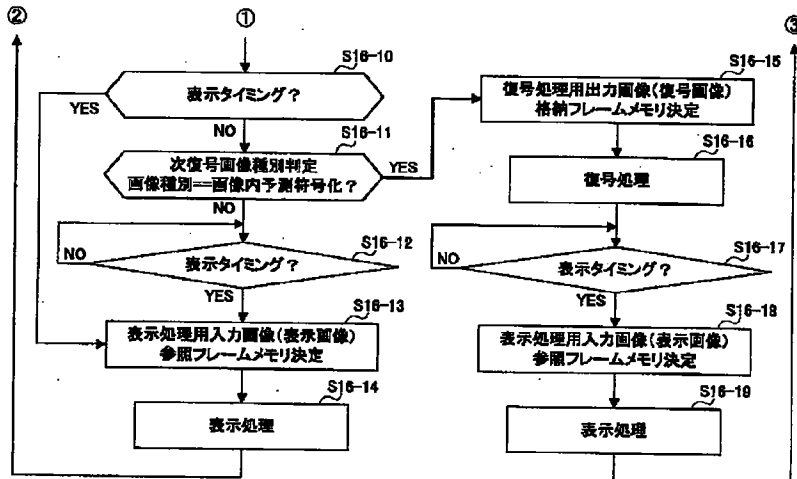 ②
①
③
S16-10
表示タイミング？
YES
NO
S16-11
次復号画像種別判定
画像種別==画像内予測符号化？
YES
NO
S16-12
表示タイミング？
NO
YES
S16-13
表示処理用入力画像(表示画像)
参照フレームメモリ決定
S16-14
表示処理
S16-15
復号処理用出力画像(復号画像)
格納フレームメモリ決定
S16-16
復号処理
S16-17
表示タイミング？
NO
YES
S16-18
表示処理用入力画像(表示画像)
参照フレームメモリ決定
S16-19
表示処理